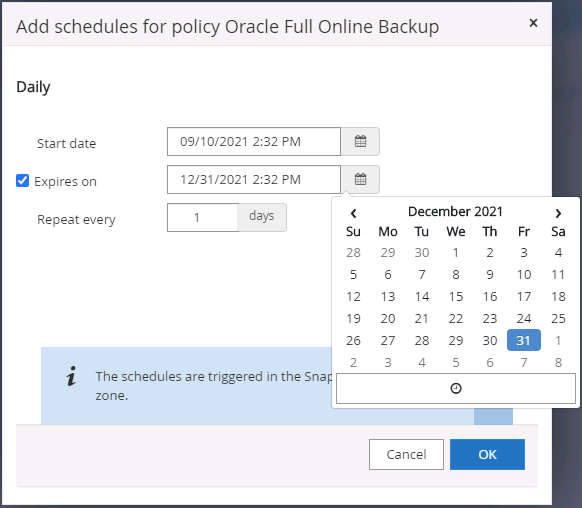 Add schedules for policy Oracle Full Online Backup ×
Daily
Start date 09/10/2021 2:32 PM
Expires on 12/31/2021 2:32 PM
Repeat every 1 days
‹ December 2021 ›
Su Mo Tu We Th Fr Sa
28 29 30 1 2 3 4
5 6 7 8 9 10 11
12 13 14 15 16 17 18
19 20 21 22 23 24 25
26 27 28 29 30 31 1
2 3 4 5 6 7 8
i The schedules are triggered in the Snap
zone.
Cancel OK